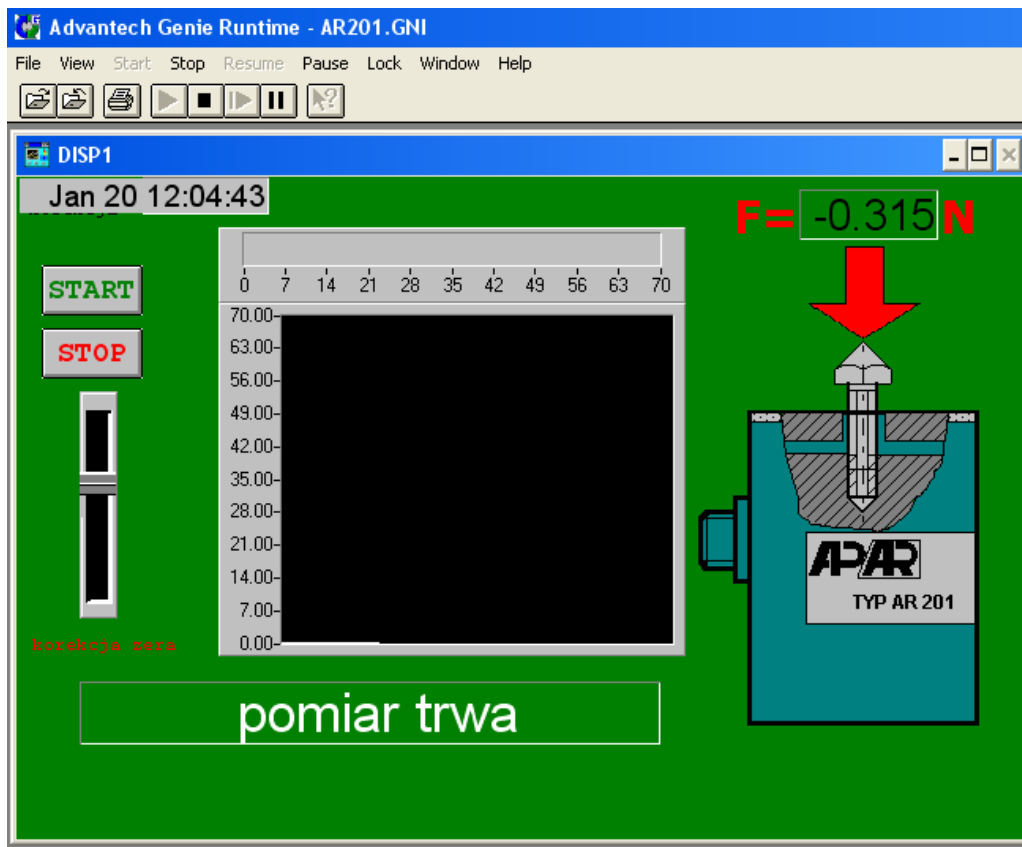 Advantech Genie Runtime - AR201.GNI
File View Start Stop Resume Pause Lock Window Help
DISP1
Jan 20 12:04:43
F= -0.315 N
START
STOP
0 7 14 21 28 35 42 49 56 63 70
70.00
63.00
56.00
49.00
42.00
35.00
28.00
21.00
14.00
7.00
0.00
korekcja zera
APAR
TYP AR 201
pomiar trwa